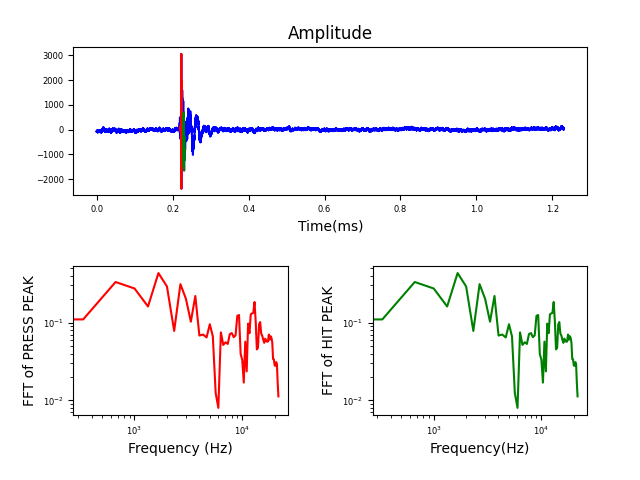 Amplitude
3000
2000
1000
0
−1000
−2000
0.0 0.2 0.4 0.6 0.8 1.0 1.2
Time(ms)
FFT of PRESS PEAK
10⁻¹
10⁻²
10³ 10⁴
Frequency (Hz)
FFT of HIT PEAK
10⁻¹
10⁻²
10³ 10⁴
Frequency(Hz)